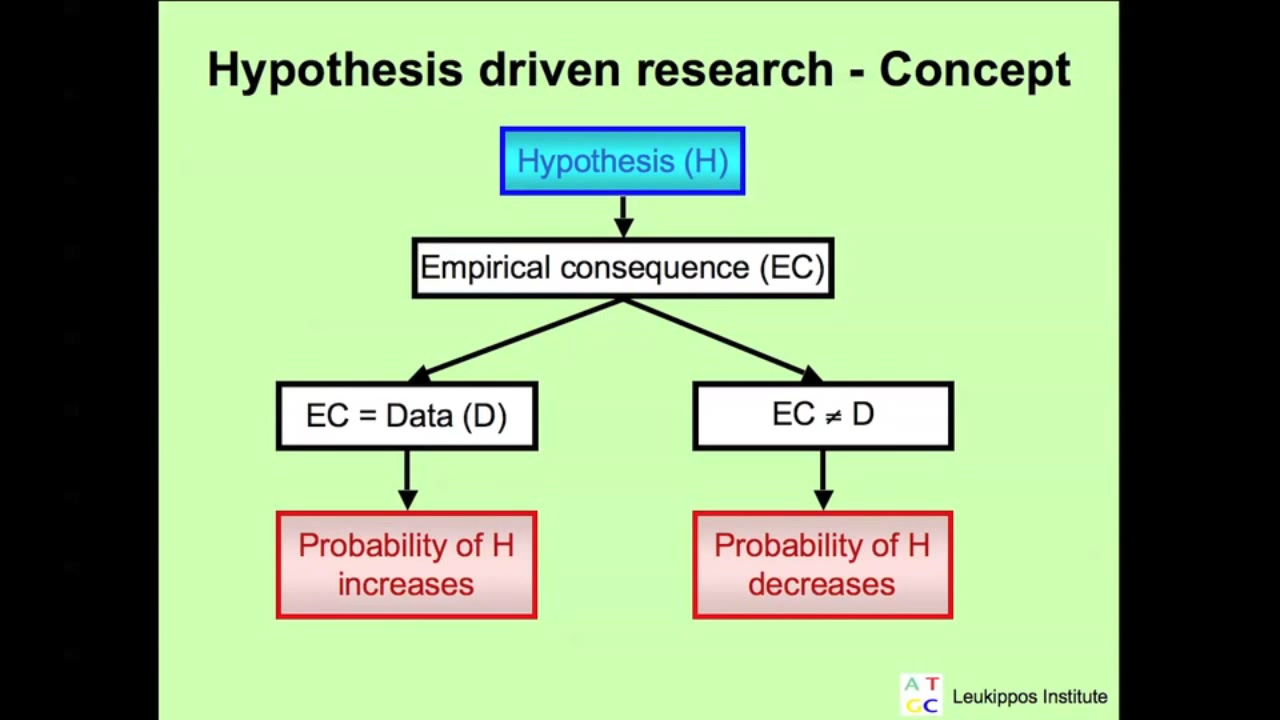 Hypothesis driven research - Concept
Hypothesis (H)
Empirical consequence (EC)
EC = Data (D)
EC ≠ D
Probability of H
increases
Probability of H
decreases
A T
G C
Leukippos Institute